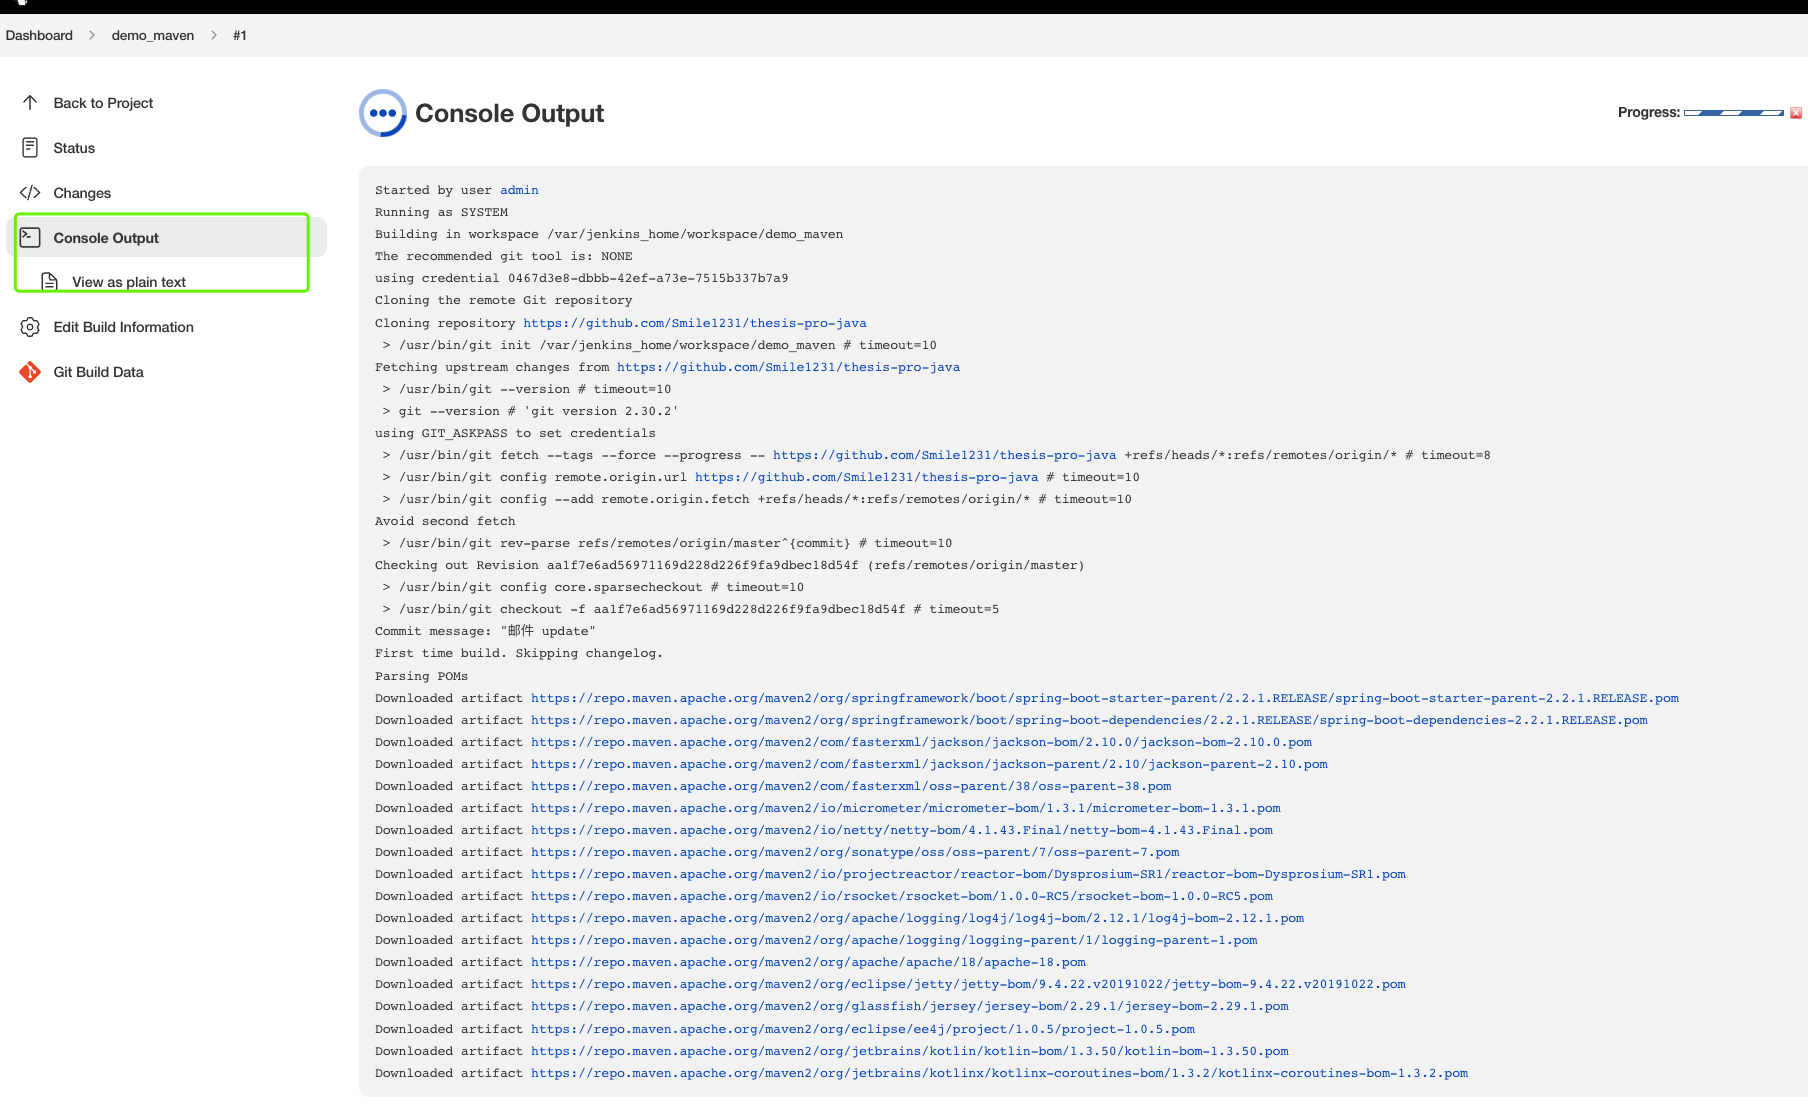 Dashboard > demo_maven > #1
Back to Project
Status
Changes
Console Output
View as plain text
Edit Build Information
Git Build Data
Console Output
Progress:
Started by user admin
Running as SYSTEM
Building in workspace /var/jenkins_home/workspace/demo_maven
The recommended git tool is: NONE
using credential 0467d3e8-dbbb-42ef-a73e-7515b337b7a9
Cloning the remote Git repository
Cloning repository https://github.com/Smile1231/thesis-pro-java
 > /usr/bin/git init /var/jenkins_home/workspace/demo_maven # timeout=10
Fetching upstream changes from https://github.com/Smile1231/thesis-pro-java
 > /usr/bin/git --version # timeout=10
 > git --version # 'git version 2.30.2'
using GIT_ASKPASS to set credentials
 > /usr/bin/git fetch --tags --force --progress -- https://github.com/Smile1231/thesis-pro-java +refs/heads/*:refs/remotes/origin/* # timeout=8
 > /usr/bin/git config remote.origin.url https://github.com/Smile1231/thesis-pro-java # timeout=10
 > /usr/bin/git config --add remote.origin.fetch +refs/heads/*:refs/remotes/origin/* # timeout=10
Avoid second fetch
 > /usr/bin/git rev-parse refs/remotes/origin/master^{commit} # timeout=10
Checking out Revision aa1f7e6ad56971169d228d226f9fa9dbec18d54f (refs/remotes/origin/master)
 > /usr/bin/git config core.sparsecheckout # timeout=10
 > /usr/bin/git checkout -f aa1f7e6ad56971169d228d226f9fa9dbec18d54f # timeout=5
Commit message: "邮件 update"
First time build. Skipping changelog.
Parsing POMs
Downloaded artifact https://repo.maven.apache.org/maven2/org/springframework/boot/spring-boot-starter-parent/2.2.1.RELEASE/spring-boot-starter-parent-2.2.1.RELEASE.pom
Downloaded artifact https://repo.maven.apache.org/maven2/org/springframework/boot/spring-boot-dependencies/2.2.1.RELEASE/spring-boot-dependencies-2.2.1.RELEASE.pom
Downloaded artifact https://repo.maven.apache.org/maven2/com/fasterxml/jackson/jackson-bom/2.10.0/jackson-bom-2.10.0.pom
Downloaded artifact https://repo.maven.apache.org/maven2/com/fasterxml/jackson/jackson-parent/2.10/jackson-parent-2.10.pom
Downloaded artifact https://repo.maven.apache.org/maven2/com/fasterxml/oss-parent/38/oss-parent-38.pom
Downloaded artifact https://repo.maven.apache.org/maven2/io/micrometer/micrometer-bom/1.3.1/micrometer-bom-1.3.1.pom
Downloaded artifact https://repo.maven.apache.org/maven2/io/netty/netty-bom/4.1.43.Final/netty-bom-4.1.43.Final.pom
Downloaded artifact https://repo.maven.apache.org/maven2/org/sonatype/oss/oss-parent/7/oss-parent-7.pom
Downloaded artifact https://repo.maven.apache.org/maven2/io/projectreactor/reactor-bom/Dysprosium-SR1/reactor-bom-Dysprosium-SR1.pom
Downloaded artifact https://repo.maven.apache.org/maven2/io/rsocket/rsocket-bom/1.0.0-RC5/rsocket-bom-1.0.0-RC5.pom
Downloaded artifact https://repo.maven.apache.org/maven2/org/apache/logging/log4j/log4j-bom/2.12.1/log4j-bom-2.12.1.pom
Downloaded artifact https://repo.maven.apache.org/maven2/org/apache/logging/logging-parent/1/logging-parent-1.pom
Downloaded artifact https://repo.maven.apache.org/maven2/org/apache/apache/18/apache-18.pom
Downloaded artifact https://repo.maven.apache.org/maven2/org/eclipse/jetty/jetty-bom/9.4.22.v20191022/jetty-bom-9.4.22.v20191022.pom
Downloaded artifact https://repo.maven.apache.org/maven2/org/glassfish/jersey/jersey-bom/2.29.1/jersey-bom-2.29.1.pom
Downloaded artifact https://repo.maven.apache.org/maven2/org/eclipse/ee4j/project/1.0.5/project-1.0.5.pom
Downloaded artifact https://repo.maven.apache.org/maven2/org/jetbrains/kotlin/kotlin-bom/1.3.50/kotlin-bom-1.3.50.pom
Downloaded artifact https://repo.maven.apache.org/maven2/org/jetbrains/kotlinx/kotlinx-coroutines-bom/1.3.2/kotlinx-coroutines-bom-1.3.2.pom